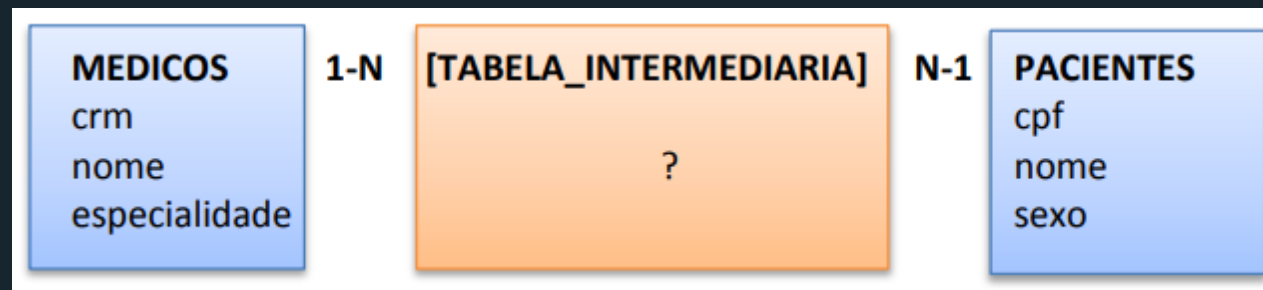 MEDICOS
crm
nome
especialidade
1-N
[TABELA_INTERMEDIARIA]
?
N-1
PACIENTES
cpf
nome
sexo